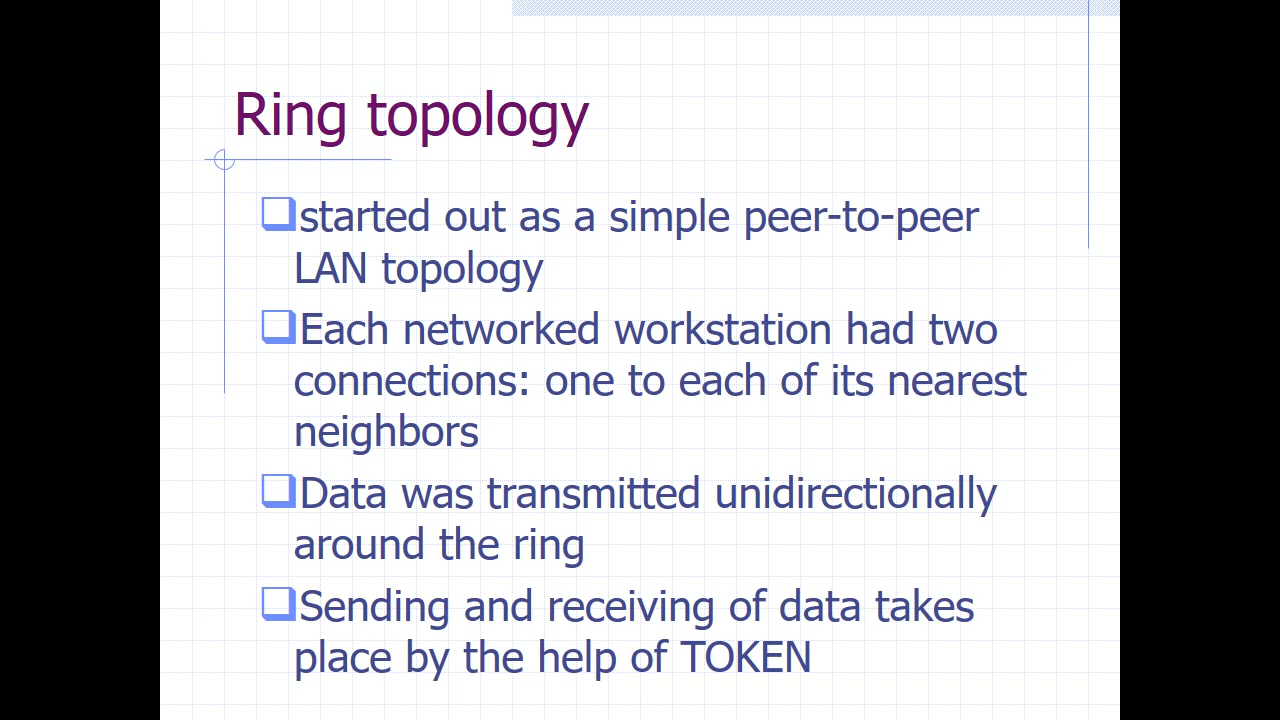 Ring topology
❑started out as a simple peer-to-peer
LAN topology
❑Each networked workstation had two
connections: one to each of its nearest
neighbors
❑Data was transmitted unidirectionally
around the ring
❑Sending and receiving of data takes
place by the help of TOKEN